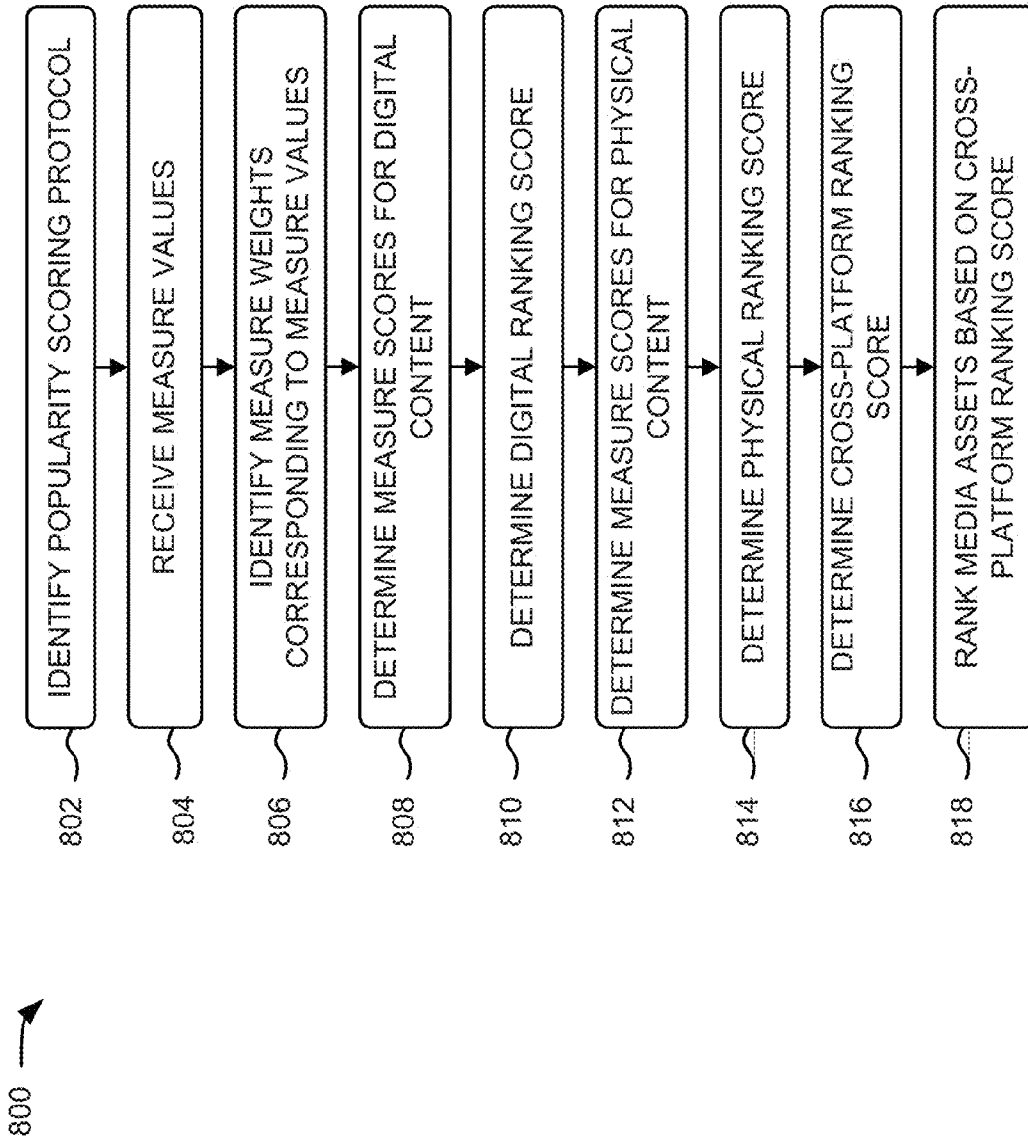 800
802
IDENTIFY POPULARITY SCORING PROTOCOL
804
RECEIVE MEASURE VALUES
806
IDENTIFY MEASURE WEIGHTS
CORRESPONDING TO MEASURE VALUES
808
DETERMINE MEASURE SCORES FOR DIGITAL
CONTENT
810
DETERMINE DIGITAL RANKING SCORE
812
DETERMINE MEASURE SCORES FOR PHYSICAL
CONTENT
814
DETERMINE PHYSICAL RANKING SCORE
816
DETERMINE CROSS-PLATFORM RANKING
SCORE
818
RANK MEDIA ASSETS BASED ON CROSS-
PLATFORM RANKING SCORE